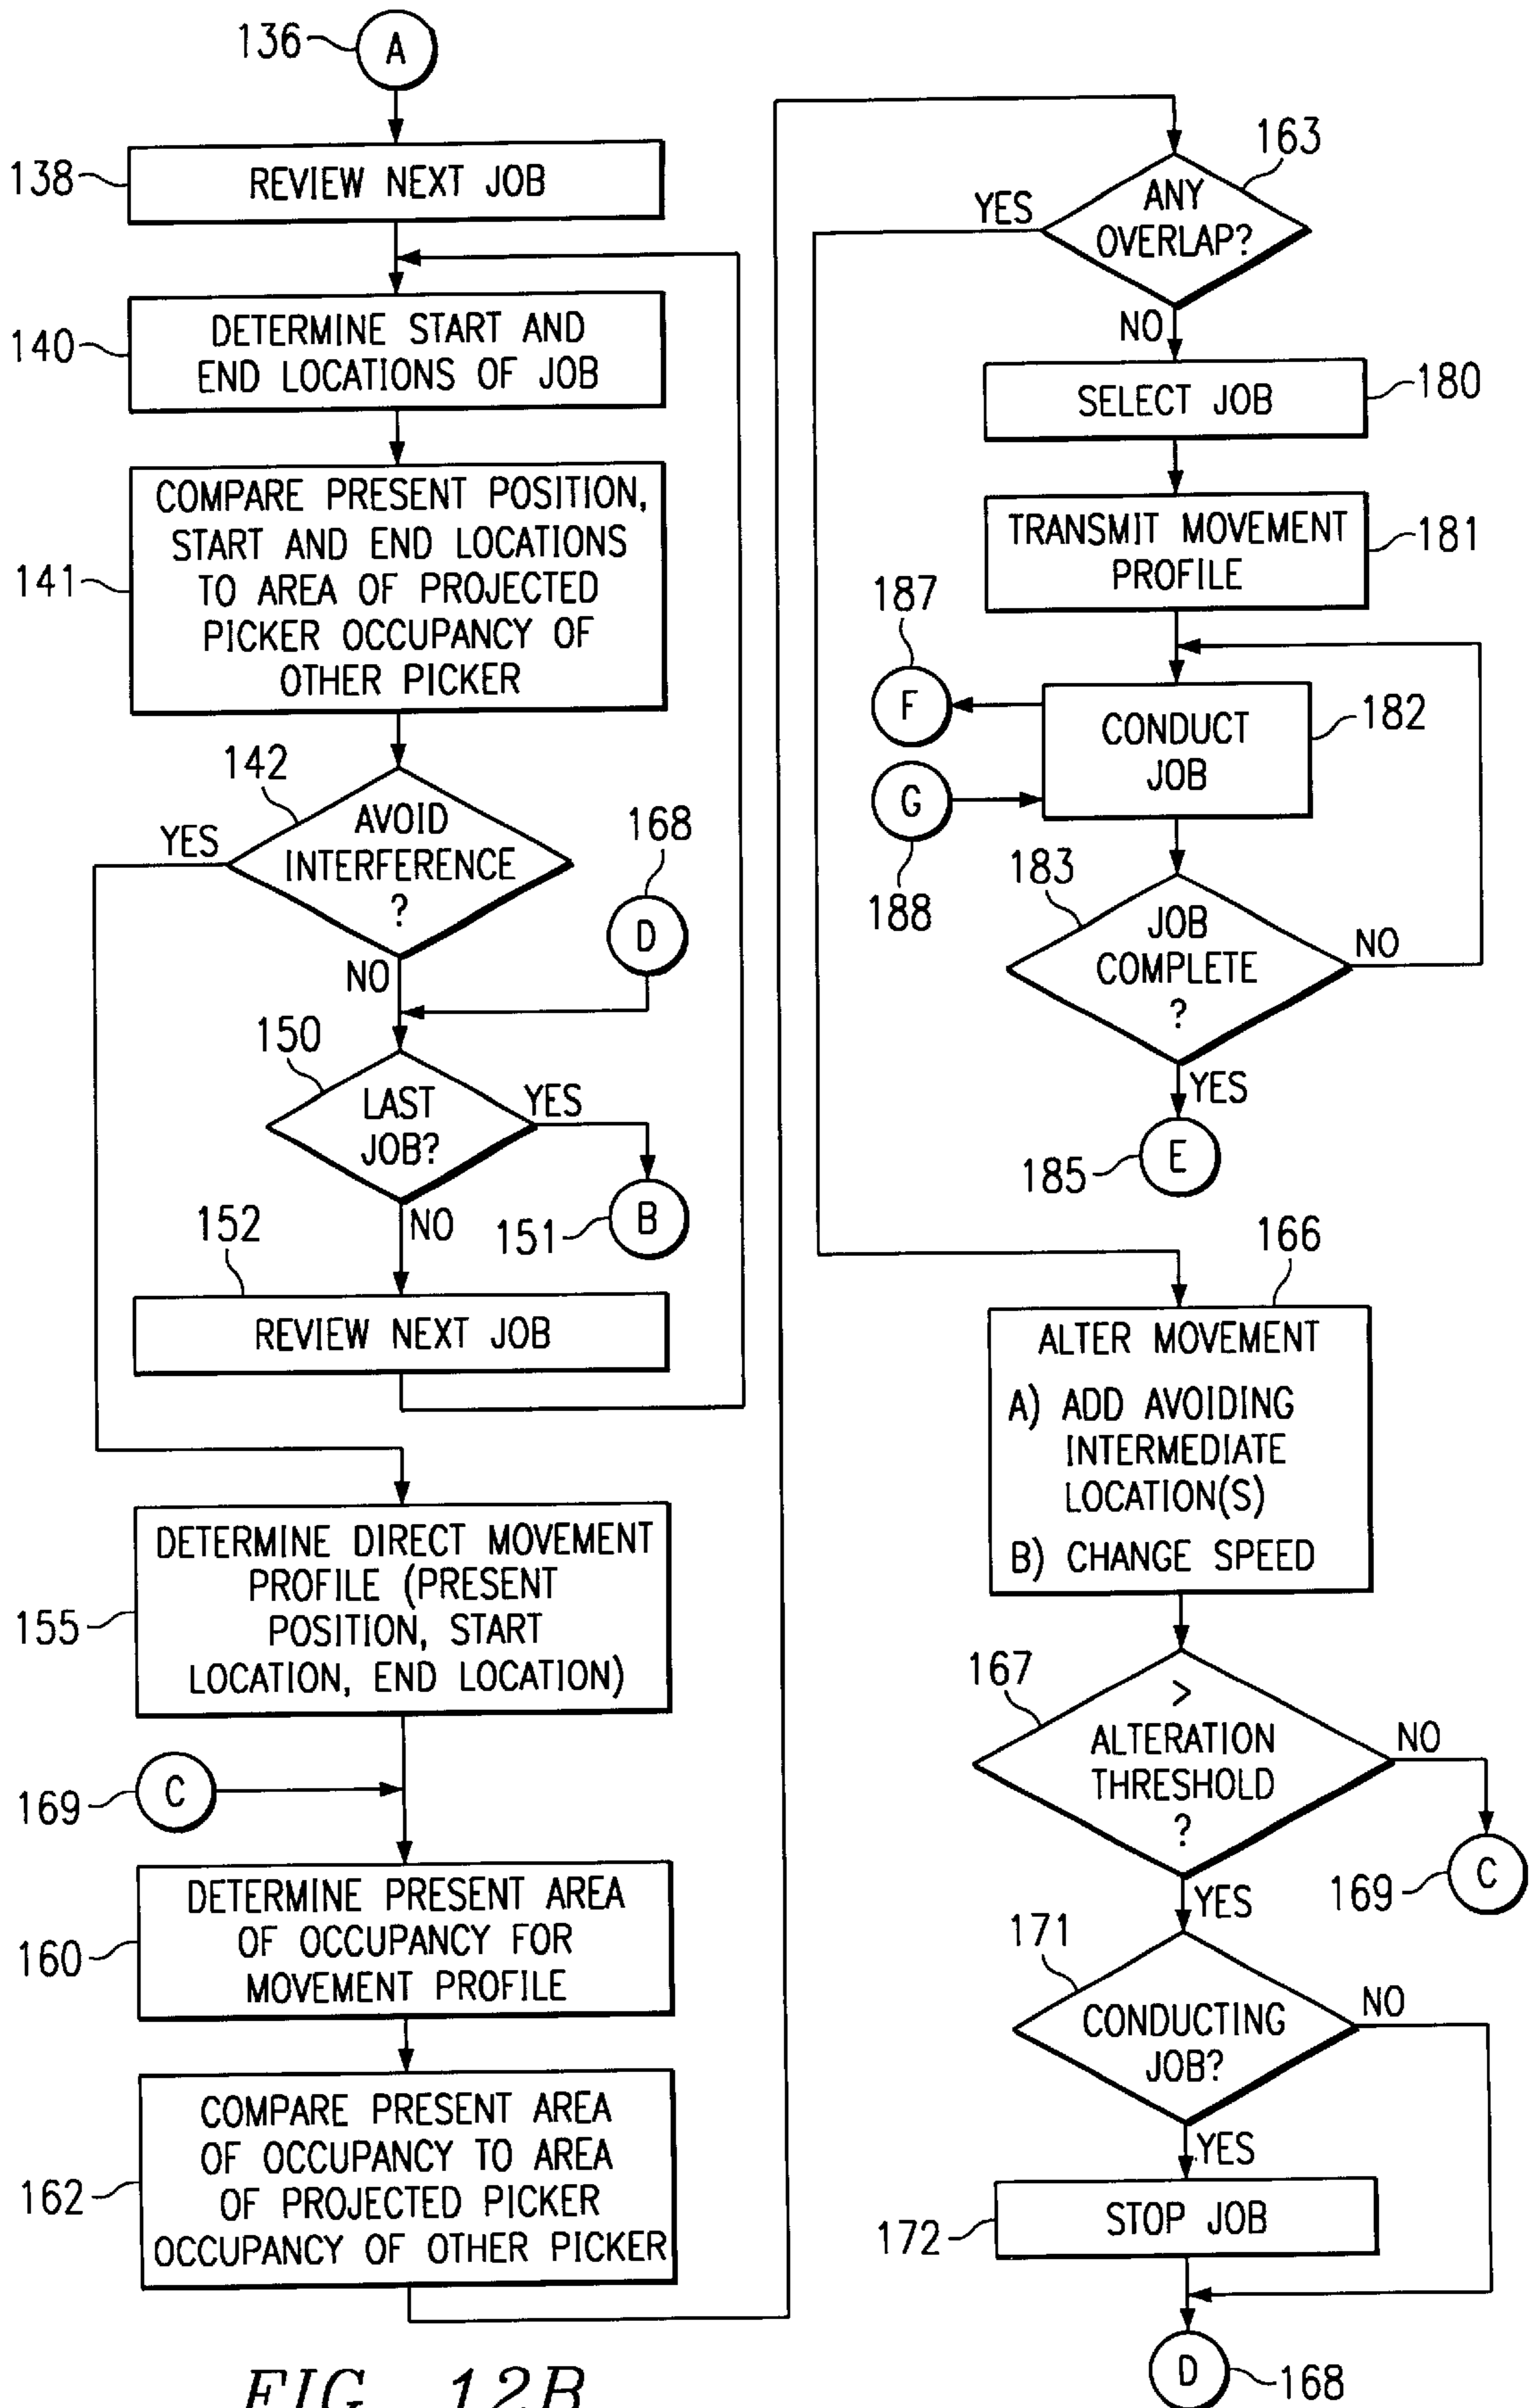 136
A
138
REVIEW NEXT JOB
140
DETERMINE START AND
END LOCATIONS OF JOB
141
COMPARE PRESENT POSITION,
START AND END LOCATIONS
TO AREA OF PROJECTED
PICKER OCCUPANCY OF
OTHER PICKER
142
YES
AVOID
INTERFERENCE
?
NO
168
D
150
LAST
JOB?
YES
NO
151
B
152
REVIEW NEXT JOB
155
DETERMINE DIRECT MOVEMENT
PROFILE (PRESENT
POSITION, START
LOCATION, END LOCATION)
169
C
160
DETERMINE PRESENT AREA
OF OCCUPANCY FOR
MOVEMENT PROFILE
162
COMPARE PRESENT AREA
OF OCCUPANCY TO AREA
OF PROJECTED PICKER
OCCUPANCY OF OTHER PICKER
163
YES
ANY
OVERLAP?
NO
SELECT JOB
180
TRANSMIT MOVEMENT
PROFILE
181
187
F
CONDUCT
JOB
182
G
188
183
JOB
COMPLETE
?
NO
YES
185
E
166
ALTER MOVEMENT
A) ADD AVOIDING
INTERMEDIATE
LOCATION(S)
B) CHANGE SPEED
167
>
ALTERATION
THRESHOLD
?
NO
169
C
YES
171
CONDUCTING
JOB?
NO
YES
172
STOP JOB
D
168
FIG. 12B